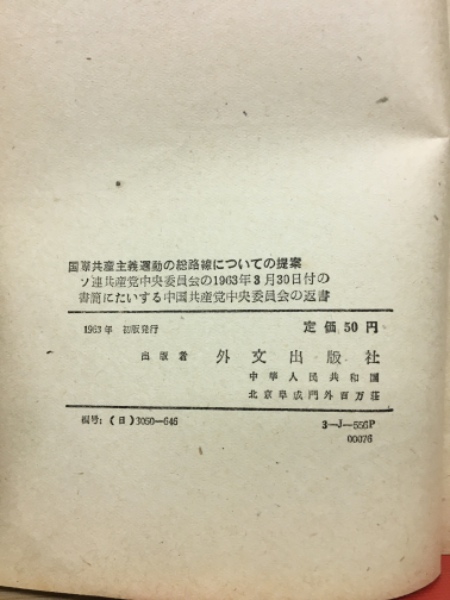 国際共産主義運動の総路線についての提案
ソ連共産党中央委員会の1963年3月30日付の
書簡にたいする中国共産党中央委員会の返書
1963年 初版発行 定価50円
出版者 外文出版社
中華人民共和国
北京阜成門外百万荘
編号:(日)3050—646 3—J—556P
00076